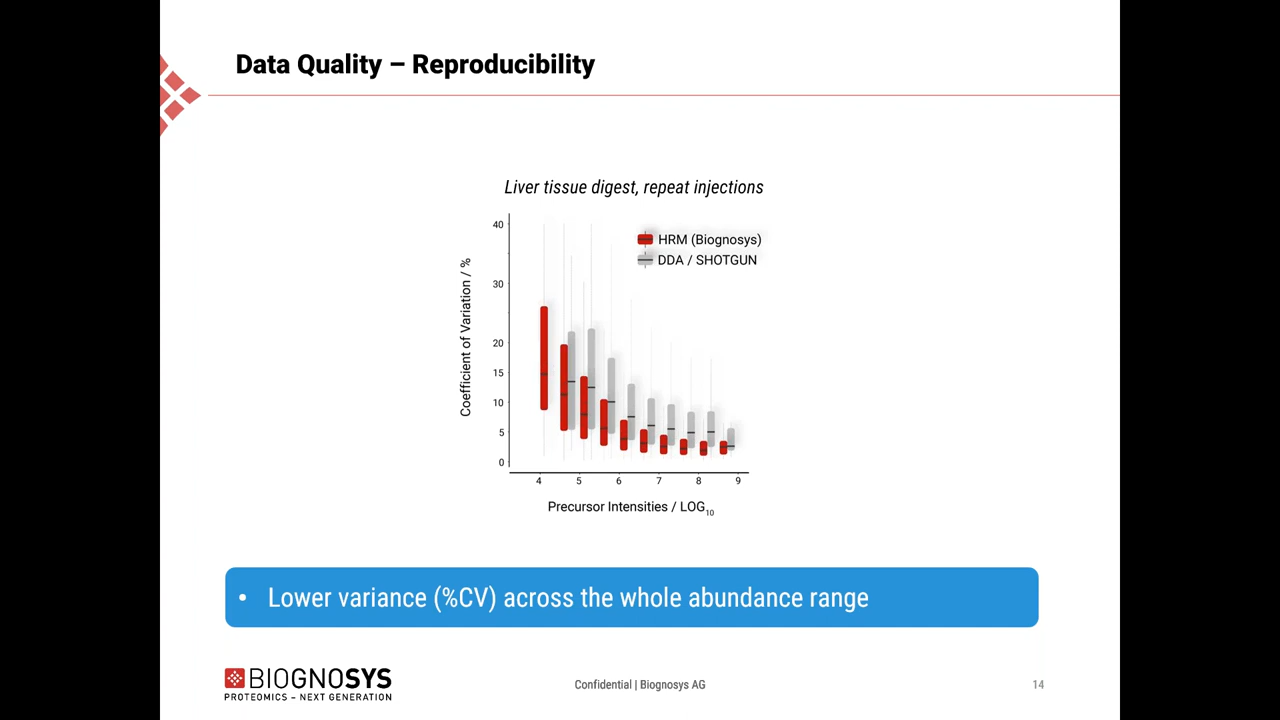 Data Quality – Reproducibility
Liver tissue digest, repeat injections
HRM (Biognosys)
DDA / SHOTGUN
Coefficient of Variation / %
40
30
20
15
10
5
0
4 5 6 7 8 9
Precursor Intensities / LOG₁₀
• Lower variance (%CV) across the whole abundance range
BIOGNOSYS
PROTEOMICS – NEXT GENERATION
Confidential | Biognosys AG
14